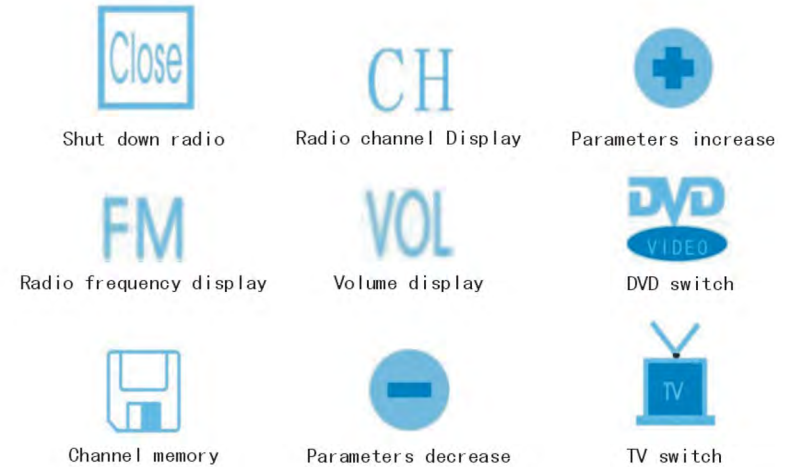 Close
CH
Shut down radio
Radio channel Display
Parameters increase
FM
VOL
DVD
VIDEO
Radio frequency display
Volume display
DVD switch
TV
Channel memory
Parameters decrease
TV switch